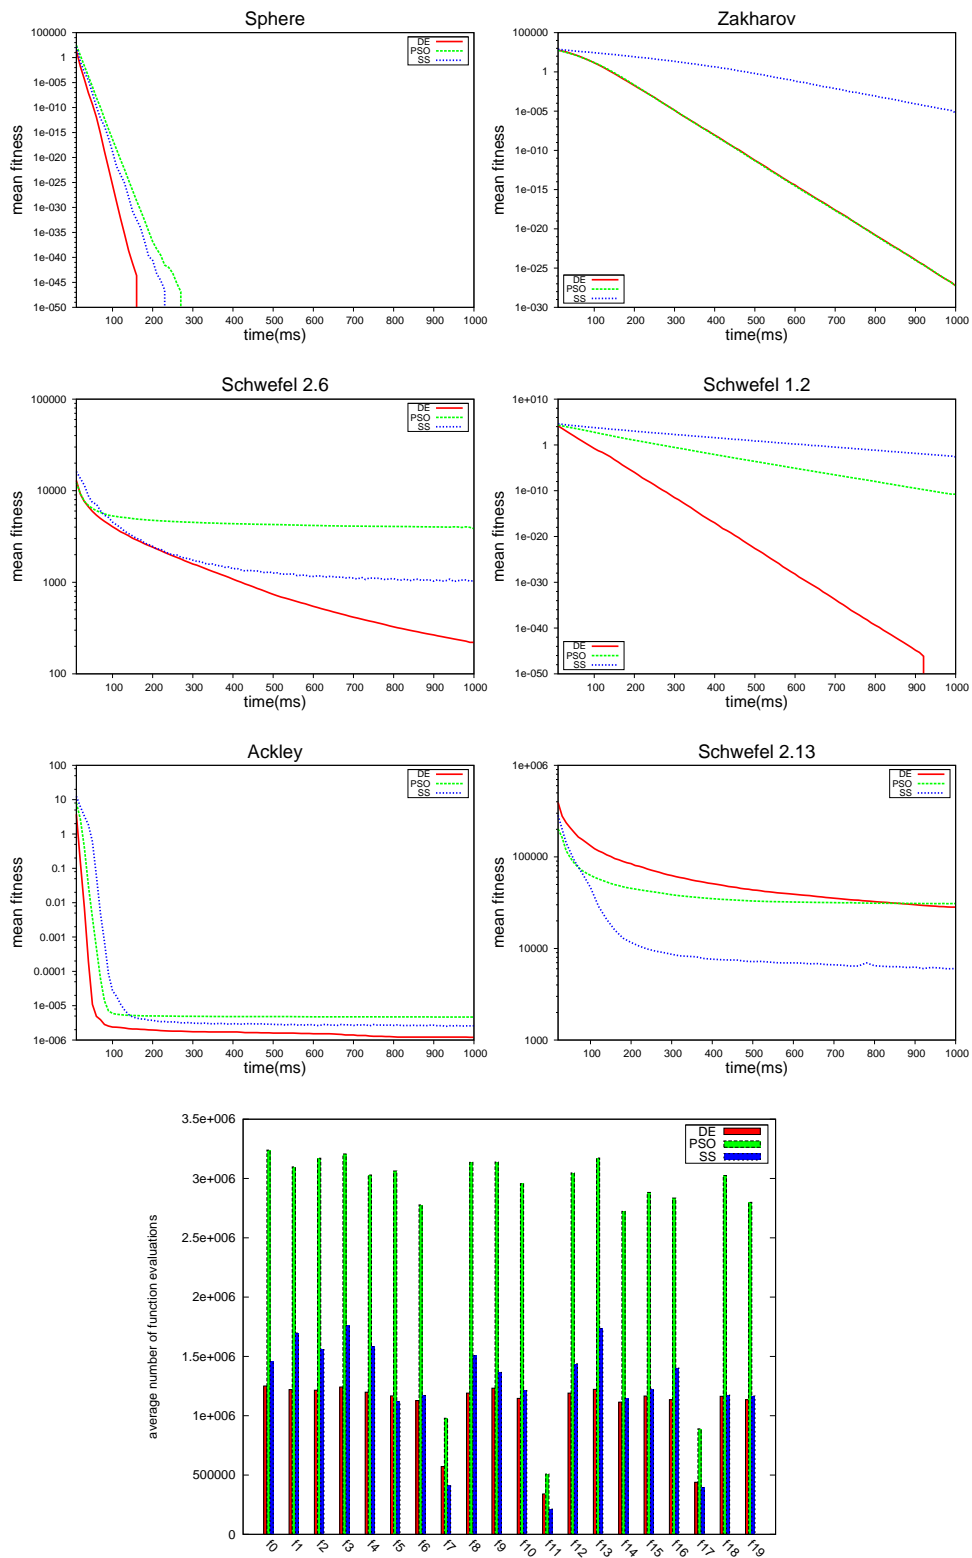 Sphere
100000
1
1e-005
1e-010
1e-015
1e-020
1e-025
1e-030
1e-035
1e-040
1e-045
1e-050
mean fitness
100 200 300 400 500 600 700 800 900 1000
time(ms)
DE
PSO
SS
Zakharov
100000
1
1e-005
1e-010
1e-015
1e-020
1e-025
1e-030
mean fitness
100 200 300 400 500 600 700 800 900 1000
time(ms)
DE
PSO
SS
Schwefel 2.6
100000
10000
1000
100
mean fitness
100 200 300 400 500 600 700 800 900 1000
time(ms)
DE
PSO
SS
Schwefel 1.2
1e+010
1
1e-010
1e-020
1e-030
1e-040
1e-050
mean fitness
100 200 300 400 500 600 700 800 900 1000
time(ms)
DE
PSO
SS
Ackley
100
10
1
0.1
0.01
0.001
0.0001
1e-005
1e-006
mean fitness
100 200 300 400 500 600 700 800 900 1000
time(ms)
DE
PSO
SS
Schwefel 2.13
1e+006
100000
10000
1000
mean fitness
100 200 300 400 500 600 700 800 900 1000
time(ms)
DE
PSO
SS
3.5e+006
3e+006
2.5e+006
2e+006
1.5e+006
1e+006
500000
0
average number of function evaluations
DE
PSO
SS
f0 f1 f2 f3 f4 f5 f6 f7 f8 f9 f10 f11 f12 f13 f14 f15 f16 f17 f18 f19